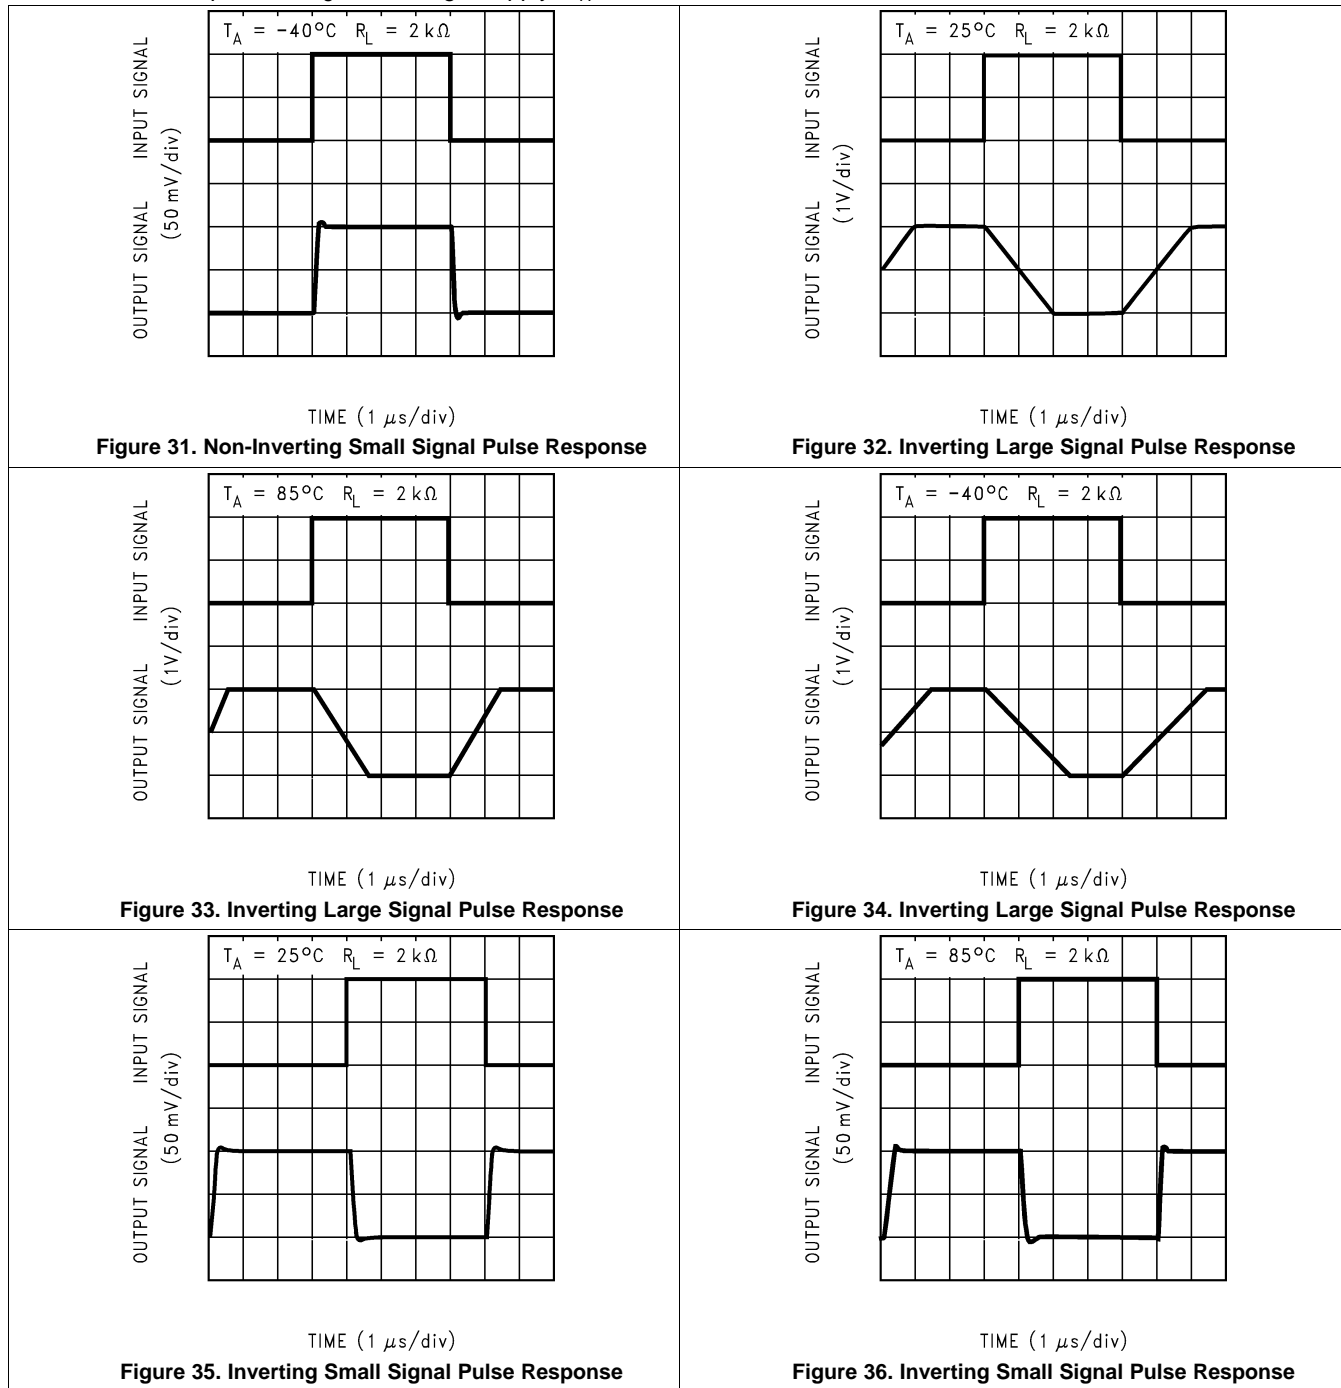 T_A = -40°C R_L = 2 kΩ
INPUT SIGNAL
OUTPUT SIGNAL
(50 mV/div)
TIME (1 μs/div)
Figure 31. Non-Inverting Small Signal Pulse Response
T_A = 25°C R_L = 2 kΩ
INPUT SIGNAL
OUTPUT SIGNAL
(1V/div)
TIME (1 μs/div)
Figure 32. Inverting Large Signal Pulse Response
T_A = 85°C R_L = 2 kΩ
INPUT SIGNAL
OUTPUT SIGNAL
(1V/div)
TIME (1 μs/div)
Figure 33. Inverting Large Signal Pulse Response
T_A = -40°C R_L = 2 kΩ
INPUT SIGNAL
OUTPUT SIGNAL
(1V/div)
TIME (1 μs/div)
Figure 34. Inverting Large Signal Pulse Response
T_A = 25°C R_L = 2 kΩ
INPUT SIGNAL
OUTPUT SIGNAL
(50 mV/div)
TIME (1 μs/div)
Figure 35. Inverting Small Signal Pulse Response
T_A = 85°C R_L = 2 kΩ
INPUT SIGNAL
OUTPUT SIGNAL
(50 mV/div)
TIME (1 μs/div)
Figure 36. Inverting Small Signal Pulse Response